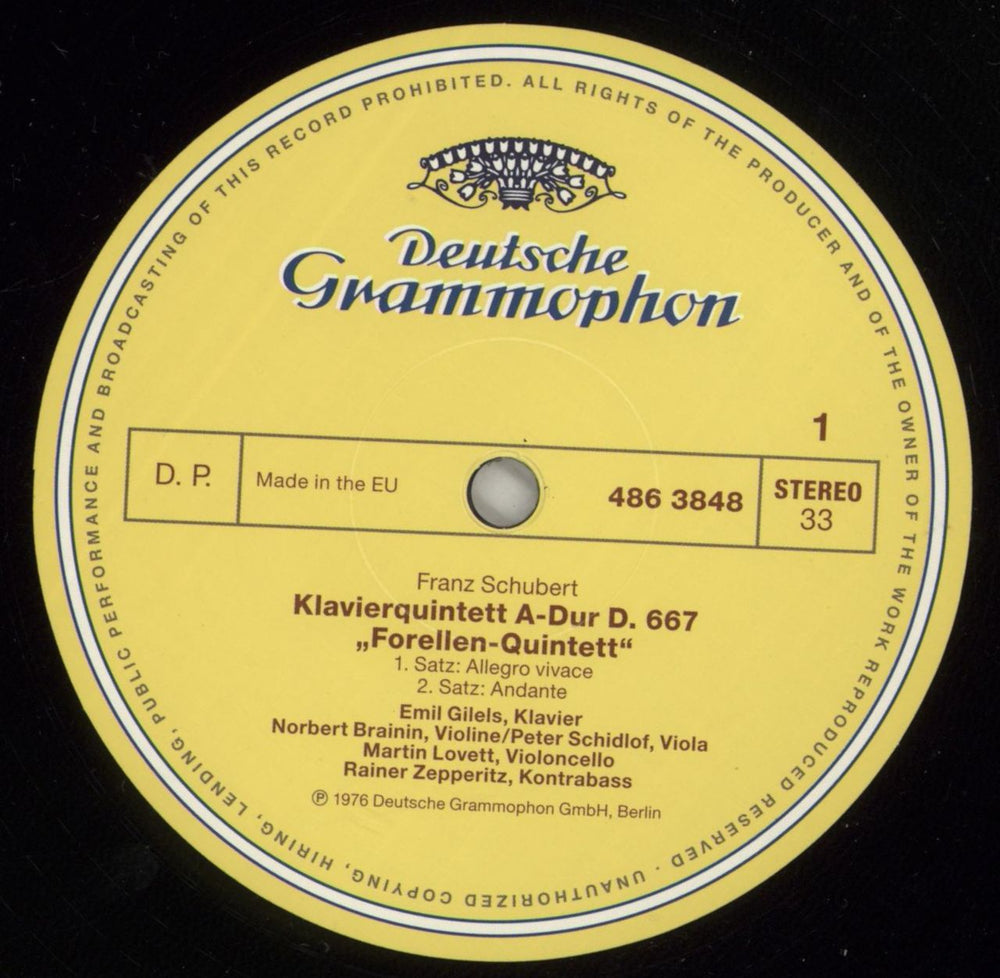 Deutsche
Grammophon
1
D. P.
Made in the EU
486 3848
STEREO
33
Franz Schubert
Klavierquintett A-Dur D. 667
„Forellen-Quintett“
1. Satz: Allegro vivace
2. Satz: Andante
Emil Gilels, Klavier
Norbert Brainin, Violine/Peter Schidlof, Viola
Martin Lovett, Violoncello
Rainer Zepperitz, Kontrabass
℗ 1976 Deutsche Grammophon GmbH, Berlin
ALL RIGHTS OF THE PRODUCER AND OF THE OWNER OF THE WORK REPRODUCED RESERVED · UNAUTHORIZED COPYING, HIRING, LENDING, PUBLIC PERFORMANCE AND BROADCASTING OF THIS RECORD PROHIBITED.